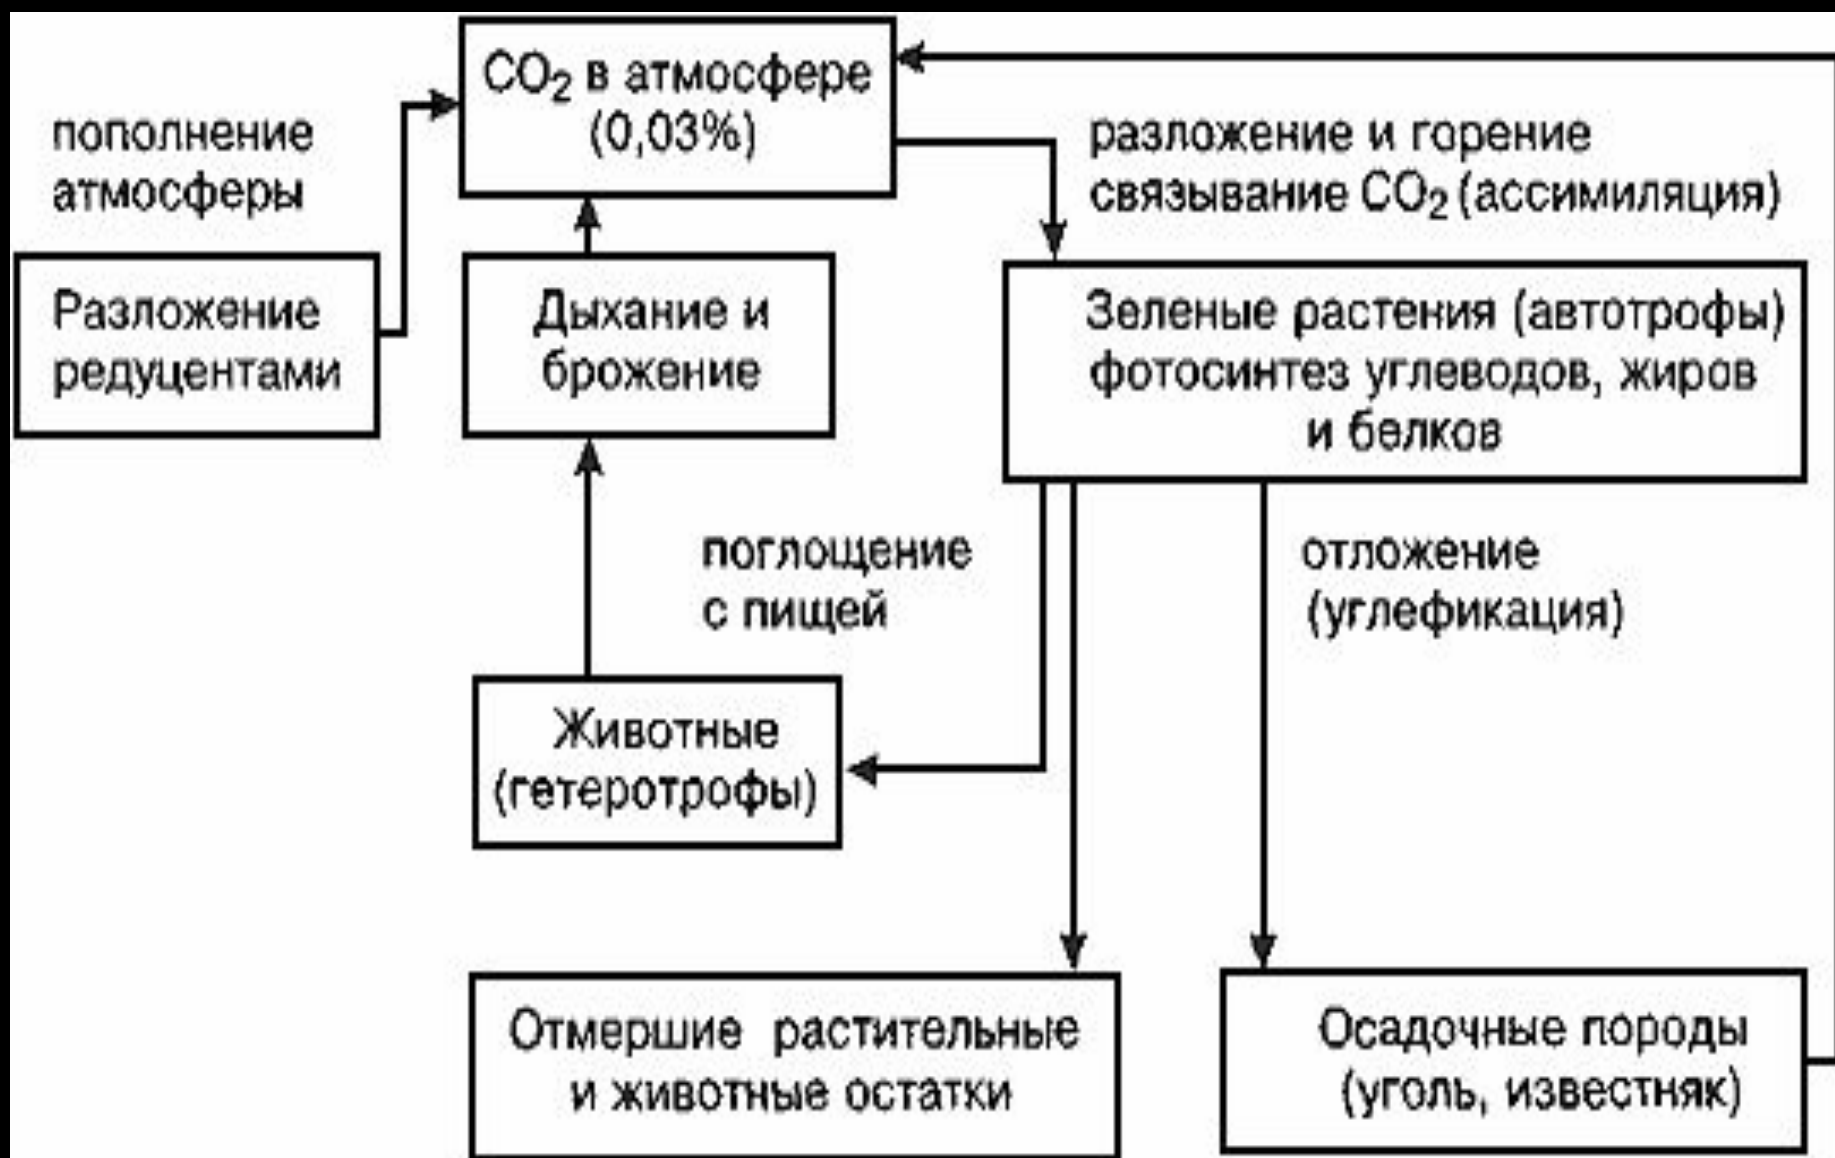 CO₂ в атмосфере
(0,03%)
пополнение
атмосферы
разложение и горение
связывание CO₂ (ассимиляция)
Разложение
редуцентами
Дыхание и
брожение
Зеленые растения (автотрофы)
фотосинтез углеводов, жиров
и белков
поглощение
с пищей
отложение
(углефикация)
Животные
(гетеротрофы)
Отмершие растительные
и животные остатки
Осадочные породы
(уголь, известняк)